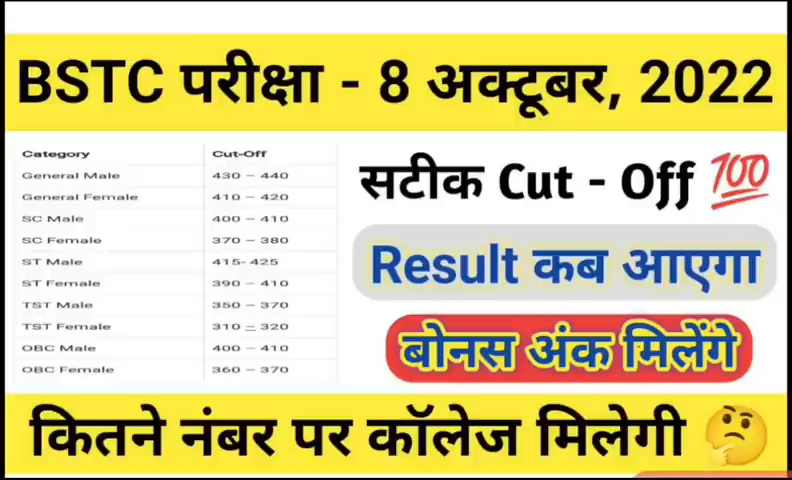 BSTC परीक्षा - 8 अक्टूबर, 2022
Category Cut-Off
General Male 430 – 440
General Female 410 – 420
SC Male 400 – 410
SC Female 370 – 380
ST Male 415- 425
ST Female 390 – 410
TST Male 350 – 370
TST Female 310 – 320
OBC Male 400 – 410
OBC Female 360 – 370
सटीक Cut - Off 💯
Result कब आएगा
बोनस अंक मिलेंगे
कितने नंबर पर कॉलेज मिलेगी 🤔